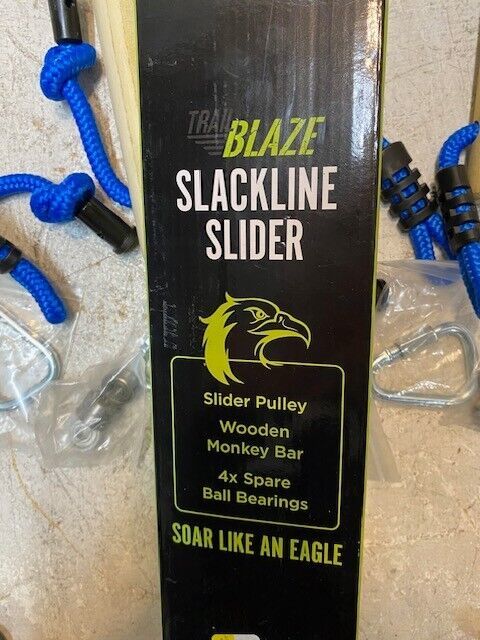 TRAIL
BLAZE
SLACKLINE
SLIDER
Slider Pulley
Wooden
Monkey Bar
4x Spare
Ball Bearings
SOAR LIKE AN EAGLE